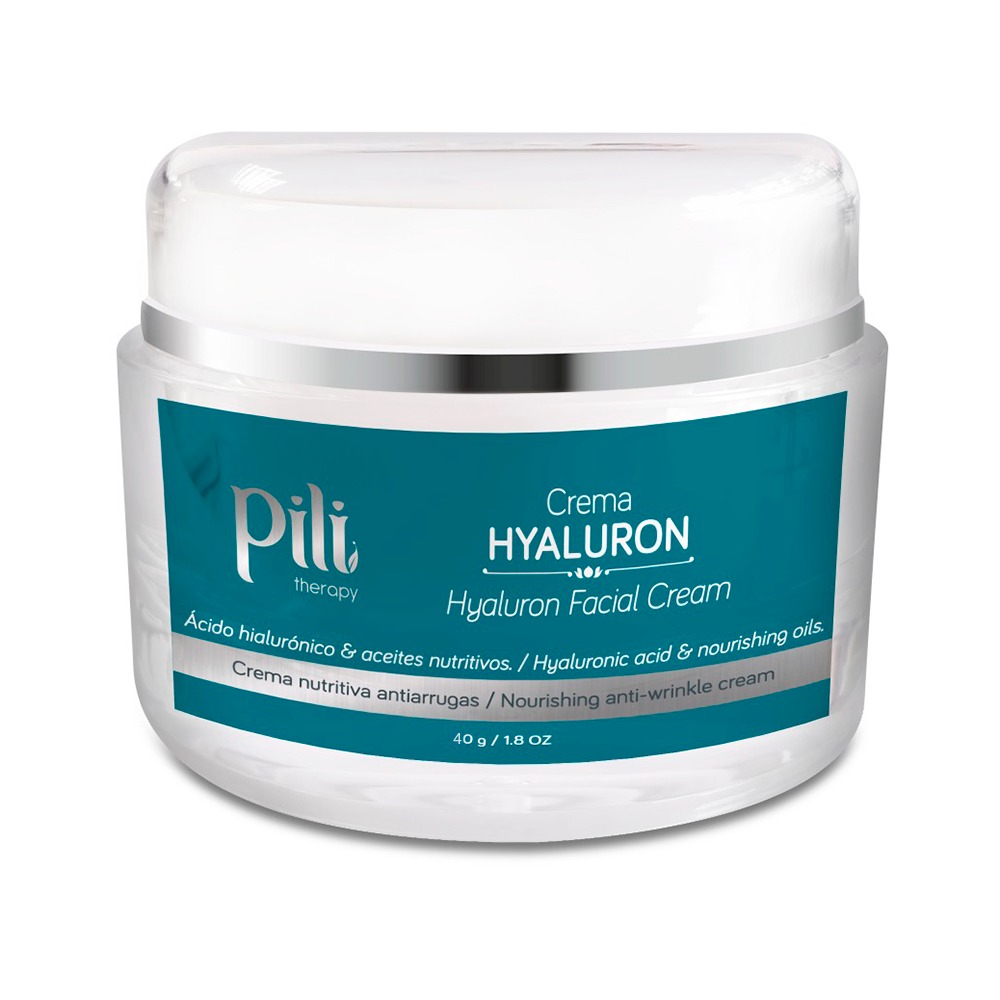 Pili
therapy
Crema
HYALURON
Hyaluron Facial Cream
Ácido hialurónico & aceites nutritivos. / Hyaluronic acid & nourishing oils.
Crema nutritiva antiarrugas / Nourishing anti-wrinkle cream
40 g / 1.8 OZ